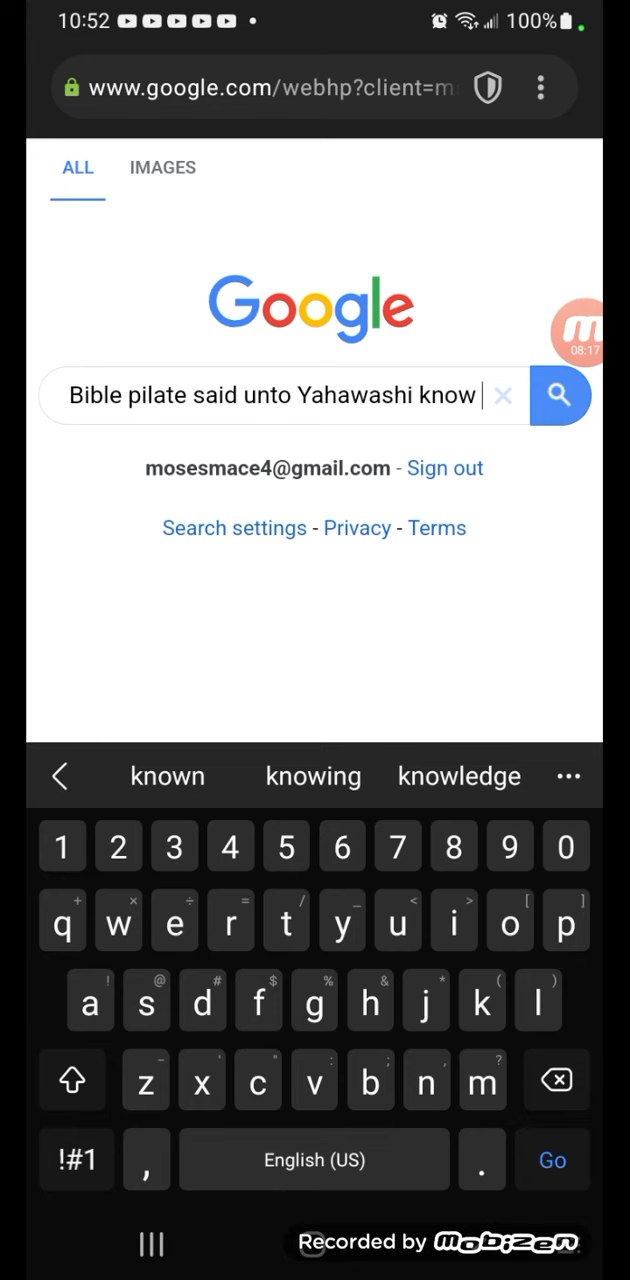 10:52 100%
www.google.com/webhp?client=m
ALL IMAGES
Google
08:17
Bible pilate said unto Yahawashi know
mosesmace4@gmail.com - Sign out
Search settings - Privacy - Terms
known knowing knowledge ...
1 2 3 4 5 6 7 8 9 0
+ × ÷ = / _ < > [ ]
q w e r t y u i o p
! @ # $ % & * ( )
a s d f g h j k l
- ' " : ; , ?
z x c v b n m
!#1 , English (US) . Go
Recorded by mobizen